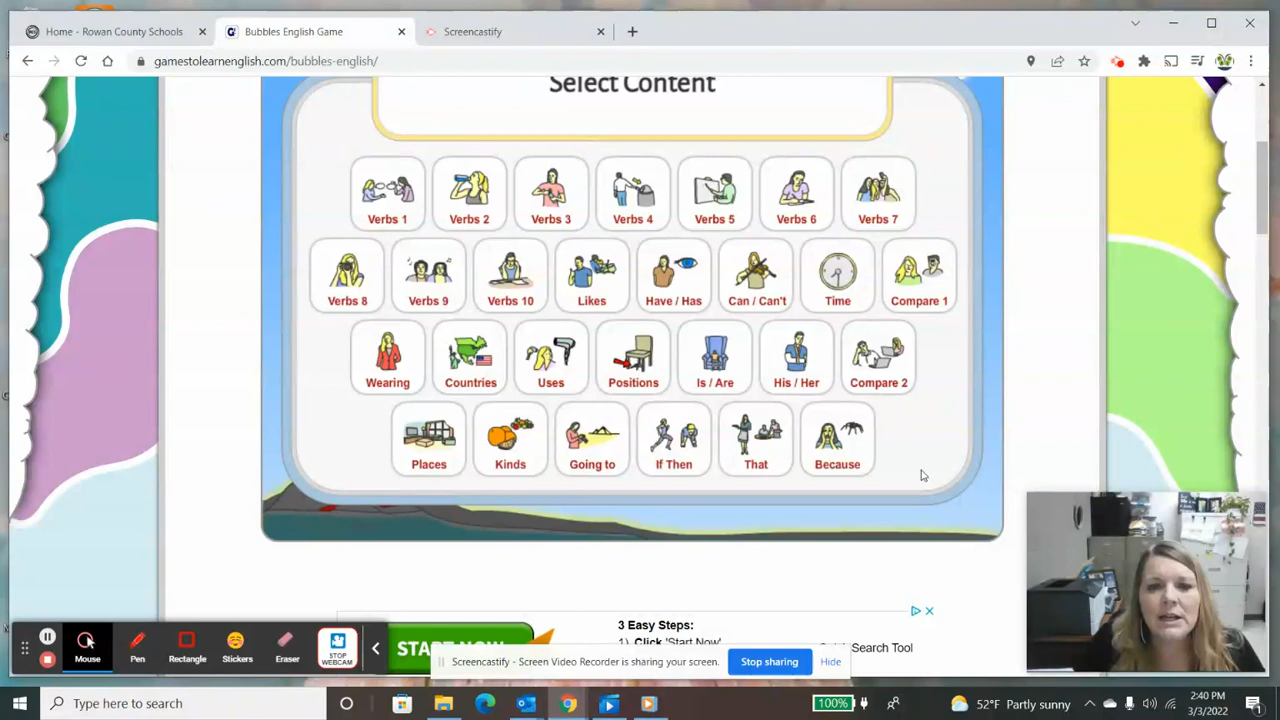 Home - Rowan County Schools
Bubbles English Game
Screencastify
gamestolearnenglish.com/bubbles-english/
Select Content
Verbs 1
Verbs 2
Verbs 3
Verbs 4
Verbs 5
Verbs 6
Verbs 7
Verbs 8
Verbs 9
Verbs 10
Likes
Have / Has
Can / Can't
Time
Compare 1
Wearing
Countries
Uses
Positions
Is / Are
His / Her
Compare 2
Places
Kinds
Going to
If Then
That
Because
3 Easy Steps:
1) Click 'Start Now'
START NOW
Search Tool
Mouse
Pen
Rectangle
Stickers
Eraser
STOP
WEBCAM
Screencastify - Screen Video Recorder is sharing your screen.
Stop sharing
Hide
Type here to search
100%
52°F Partly sunny
2:40 PM
3/3/2022
1